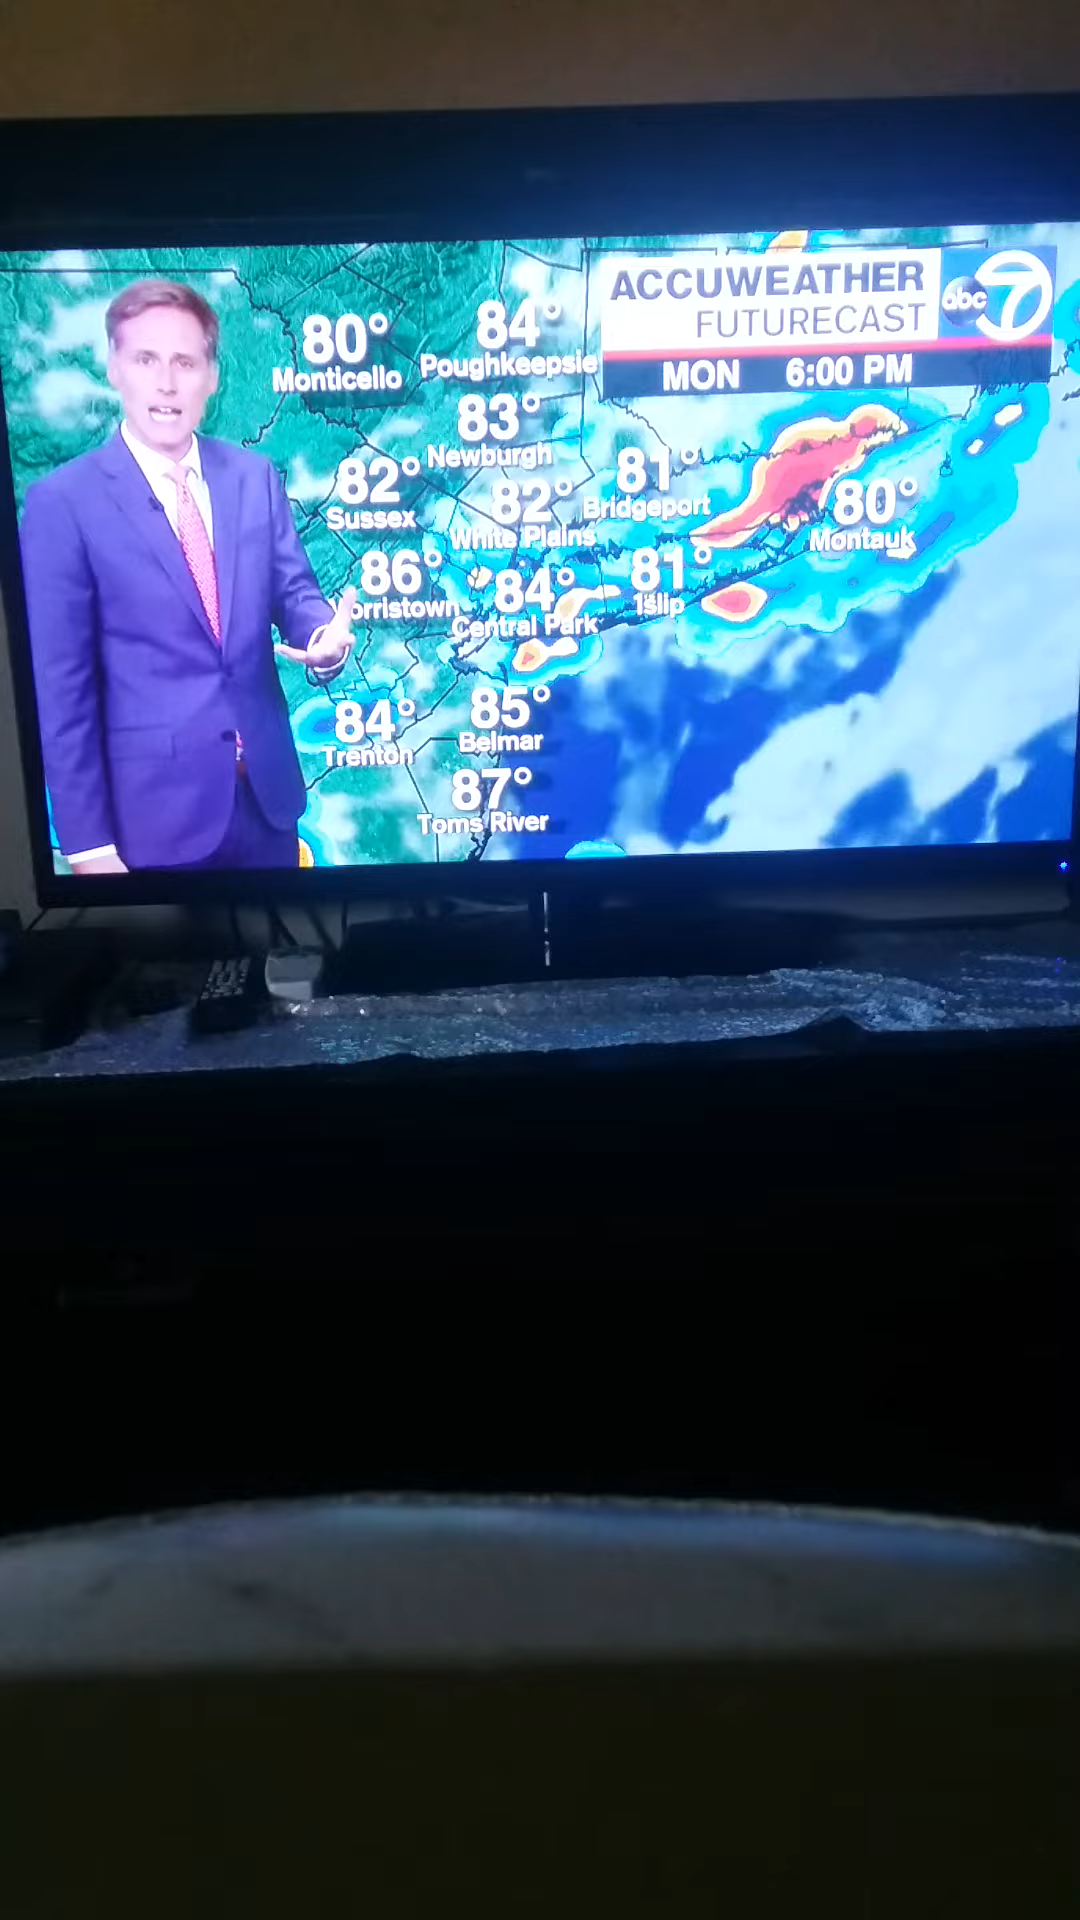 ACCUWEATHER
FUTURECAST
abc 7
MON 6:00 PM
80°
Monticello
84°
Poughkeepsie
83°
Newburgh
82°
Sussex
82°
White Plains
81°
Bridgeport
80°
Montauk
86°
orristown
84°
Central Park
81°
Islip
84°
Trenton
85°
Belmar
87°
Toms River